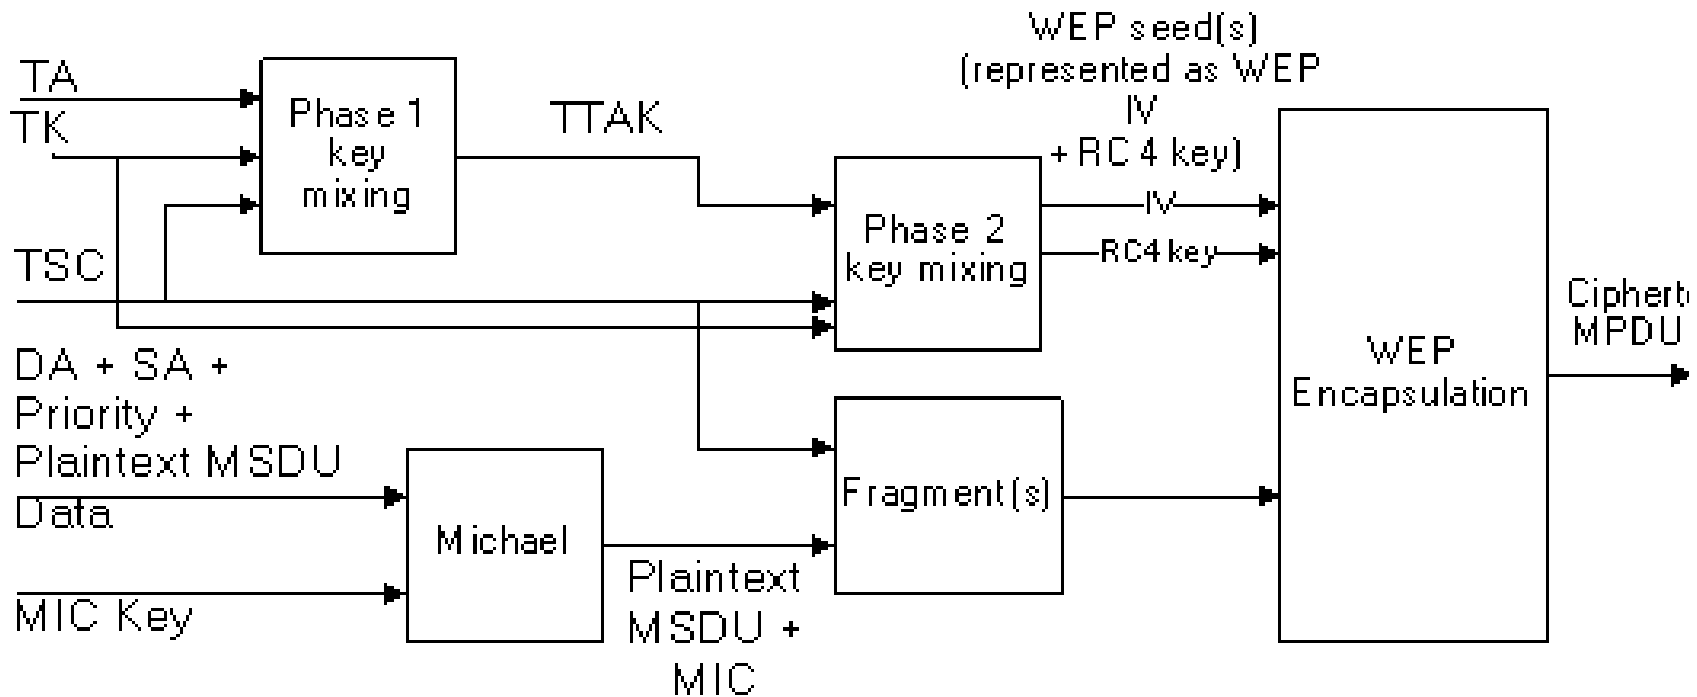 TA
TK
TSC
DA + SA +
Priority +
Plaintext MSDU
Data
MIC Key
Phase 1
key
mixing
TTAK
Michael
Plaintext
MSDU +
MIC
WEP seed(s)
(represented as WEP
IV
+ RC4 key)
Phase 2
key mixing
IV
RC4 key
Fragment(s)
WEP
Encapsulation
MPDU